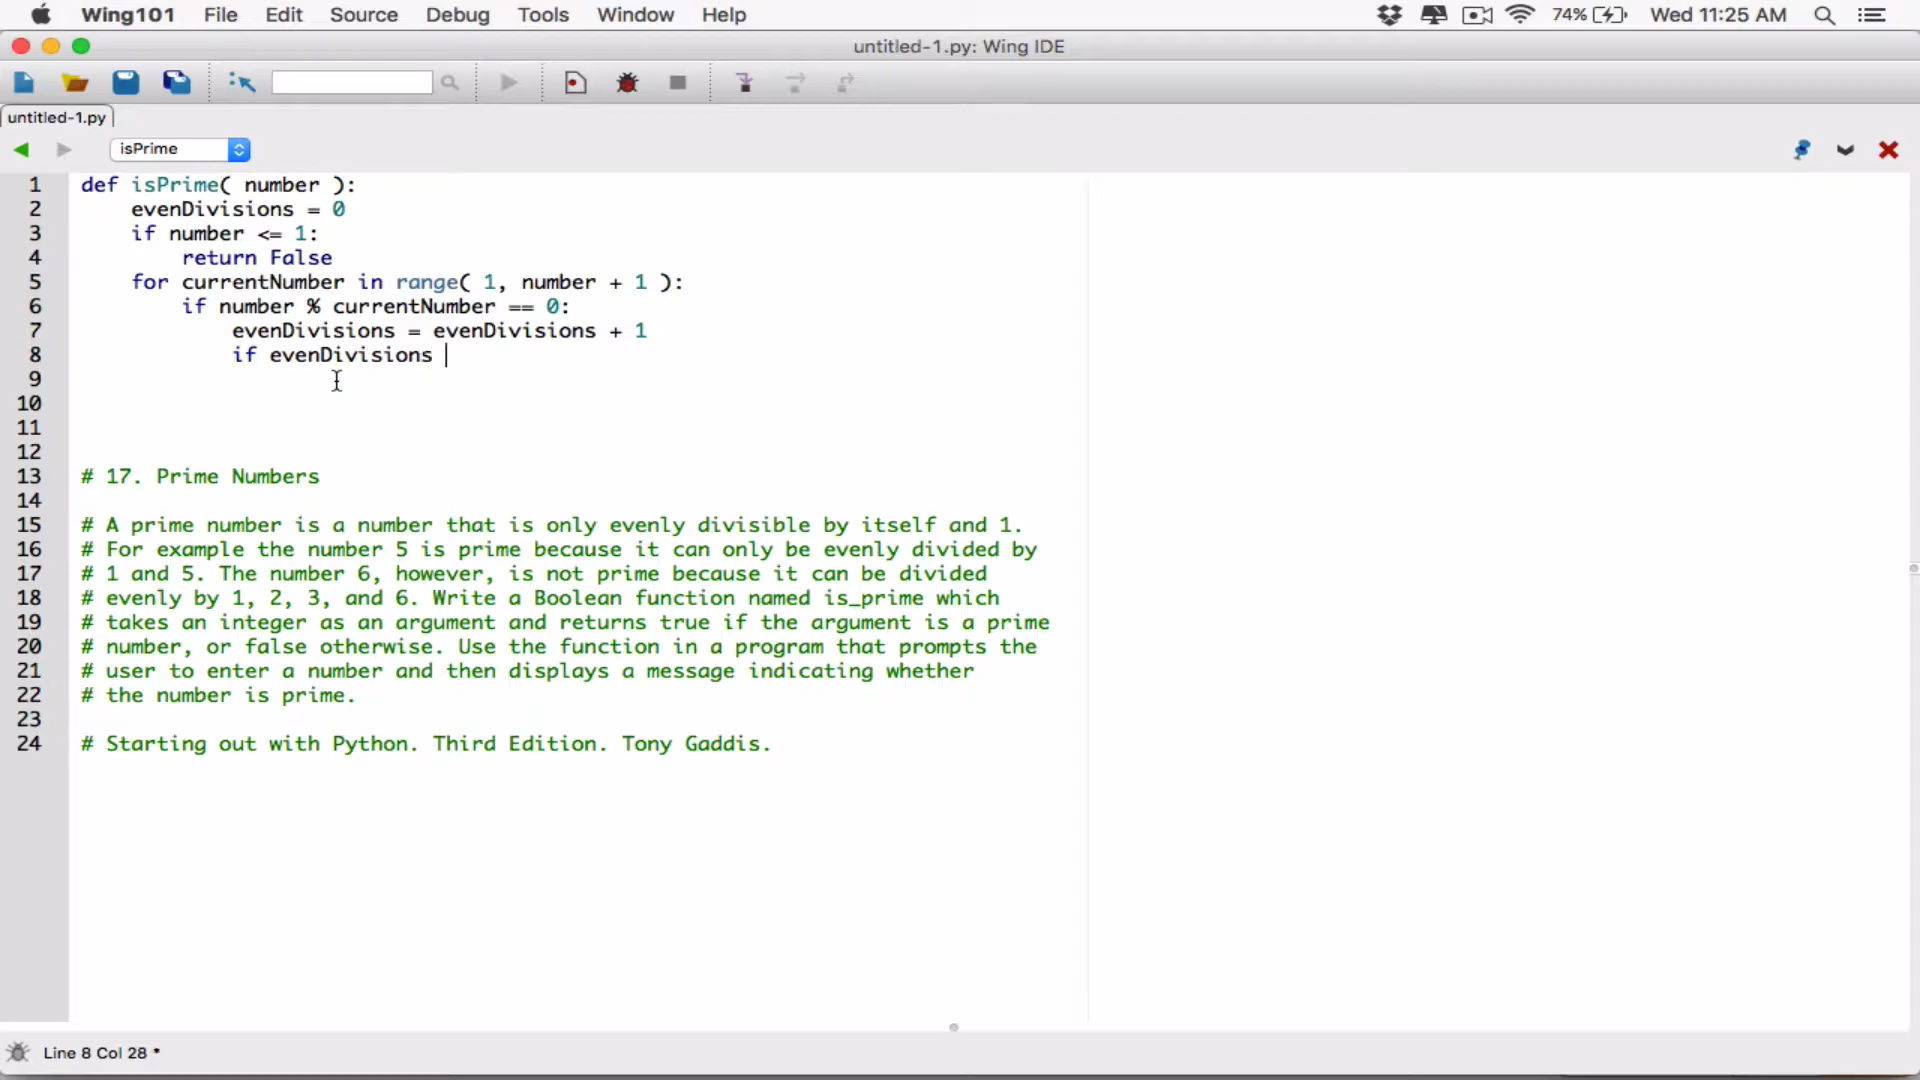 Wing101 File Edit Source Debug Tools Window Help 74% Wed 11:25 AM
untitled-1.py: Wing IDE
untitled-1.py
isPrime
1 def isPrime( number ):
2 evenDivisions = 0
3 if number <= 1:
4 return False
5 for currentNumber in range( 1, number + 1 ):
6 if number % currentNumber == 0:
7 evenDivisions = evenDivisions + 1
8 if evenDivisions
9
10
11
12
13 # 17. Prime Numbers
14
15 # A prime number is a number that is only evenly divisible by itself and 1.
16 # For example the number 5 is prime because it can only be evenly divided by
17 # 1 and 5. The number 6, however, is not prime because it can be divided
18 # evenly by 1, 2, 3, and 6. Write a Boolean function named is_prime which
19 # takes an integer as an argument and returns true if the argument is a prime
20 # number, or false otherwise. Use the function in a program that prompts the
21 # user to enter a number and then displays a message indicating whether
22 # the number is prime.
23
24 # Starting out with Python. Third Edition. Tony Gaddis.
Line 8 Col 28 *